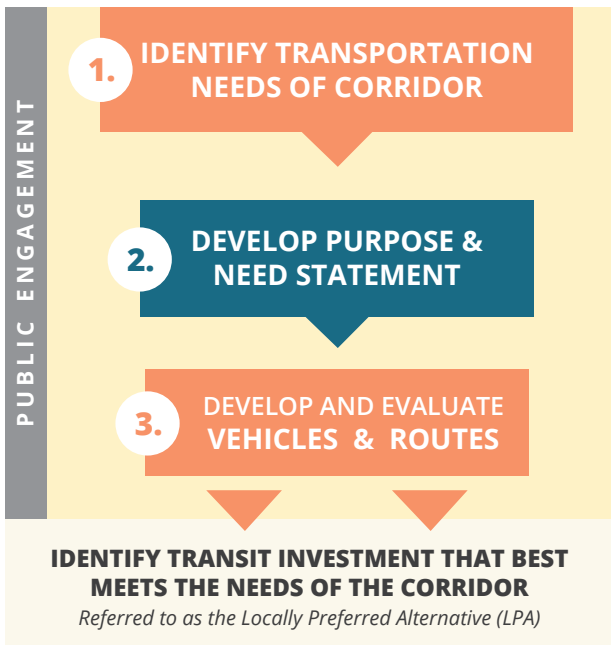 PUBLIC ENGAGEMENT
1.
IDENTIFY TRANSPORTATION
NEEDS OF CORRIDOR
2.
DEVELOP PURPOSE &
NEED STATEMENT
3.
DEVELOP AND EVALUATE
VEHICLES & ROUTES
IDENTIFY TRANSIT INVESTMENT THAT BEST
MEETS THE NEEDS OF THE CORRIDOR
Referred to as the Locally Preferred Alternative (LPA)